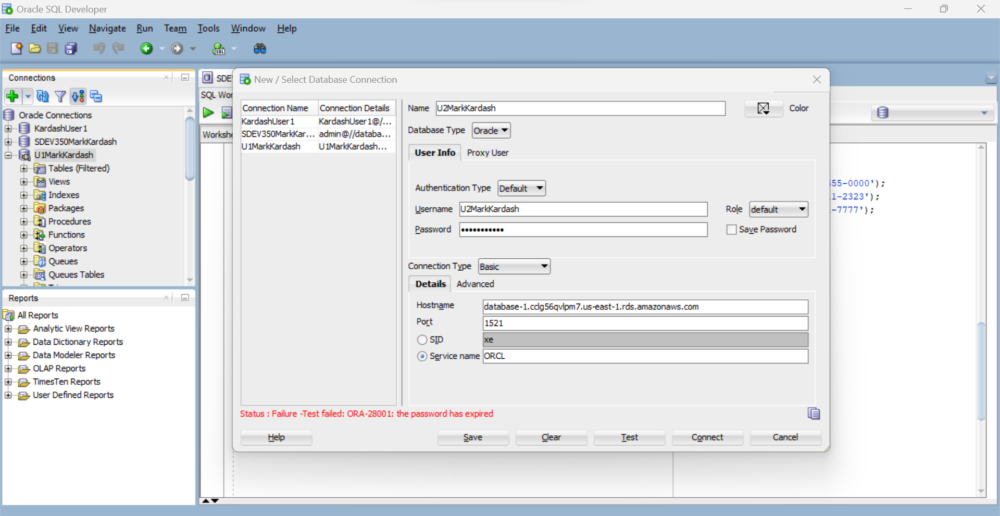 Oracle SQL Developer
File Edit View Navigate Run Team Tools Window Help
SQL
Connections
Oracle Connections
KardashUser1
SDEV350MarkKardash
U1MarkKardash
Tables (Filtered)
Views
Indexes
Packages
Procedures
Functions
Operators
Queues
Queues Tables
Reports
All Reports
Analytic View Reports
Data Dictionary Reports
Data Modeler Reports
OLAP Reports
TimesTen Reports
User Defined Reports
SDE
SQL Wor
Workshe
New / Select Database Connection
Connection Name Connection Details
KardashUser1 KardashUser1@/...
SDEV350MarkKar... admin@//databa...
U1MarkKardash U1MarkKardash...
Name U2MarkKardash Color
Database Type Oracle
User Info Proxy User
Authentication Type Default
Username U2MarkKardash Role default
Password ●●●●●●●●●●● Save Password
Connection Type Basic
Details Advanced
Hostname database-1.cclg56qvlpm7.us-east-1.rds.amazonaws.com
Port 1521
SID xe
Service name ORCL
Status : Failure -Test failed: ORA-28001: the password has expired
Help Save Clear Test Connect Cancel
55-0000');
1-2323');
-7777');